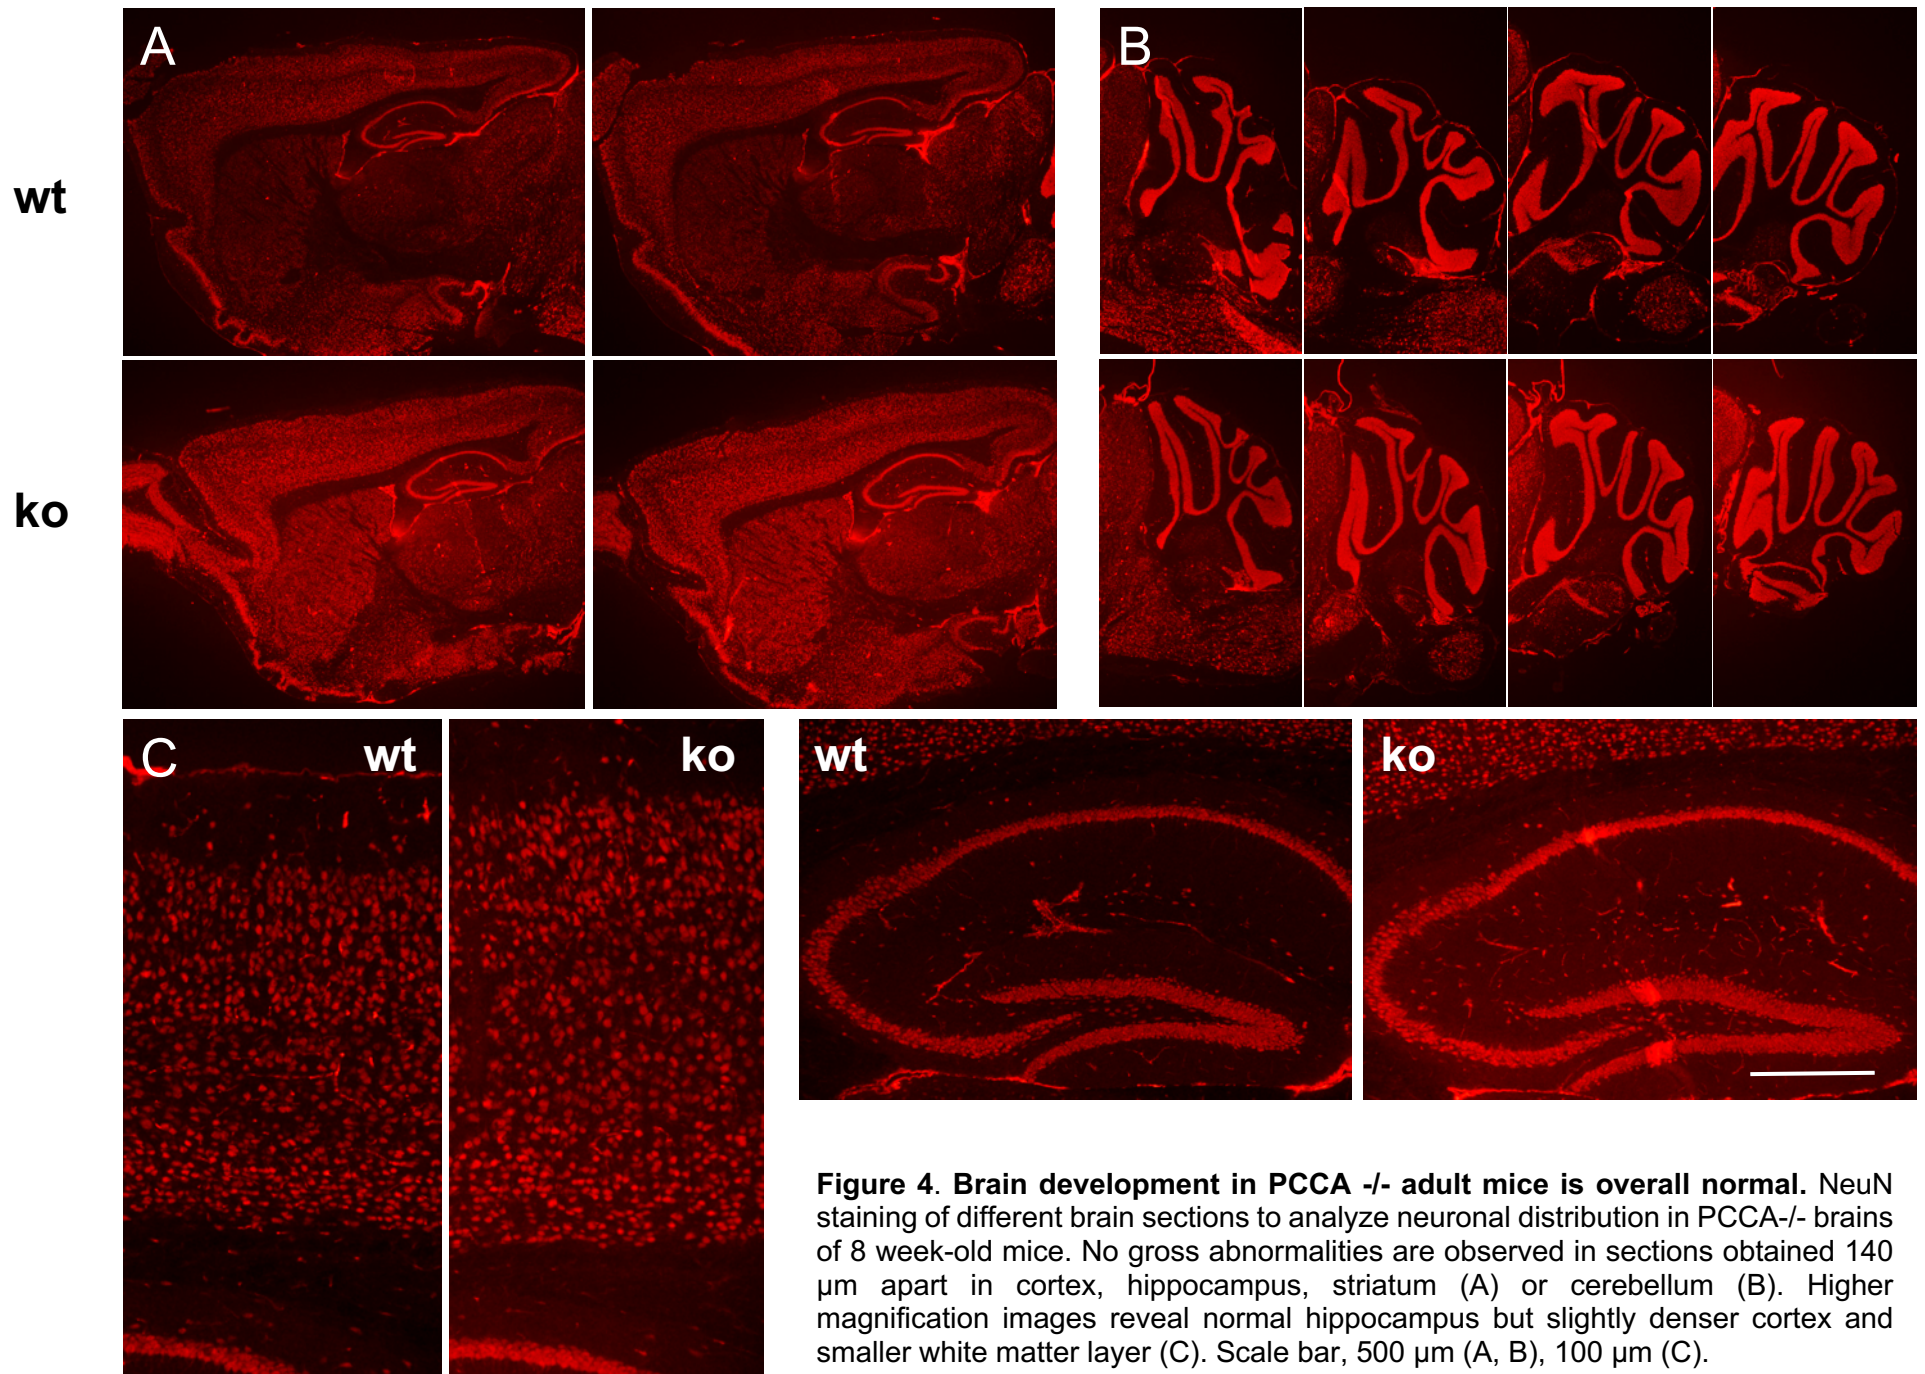 A
B
wt
ko
C
wt
ko
wt
ko
Figure 4. Brain development in PCCA -/- adult mice is overall normal. NeuN
staining of different brain sections to analyze neuronal distribution in PCCA-/- brains
of 8 week-old mice. No gross abnormalities are observed in sections obtained 140
µm apart in cortex, hippocampus, striatum (A) or cerebellum (B). Higher
magnification images reveal normal hippocampus but slightly denser cortex and
smaller white matter layer (C). Scale bar, 500 µm (A, B), 100 µm (C).